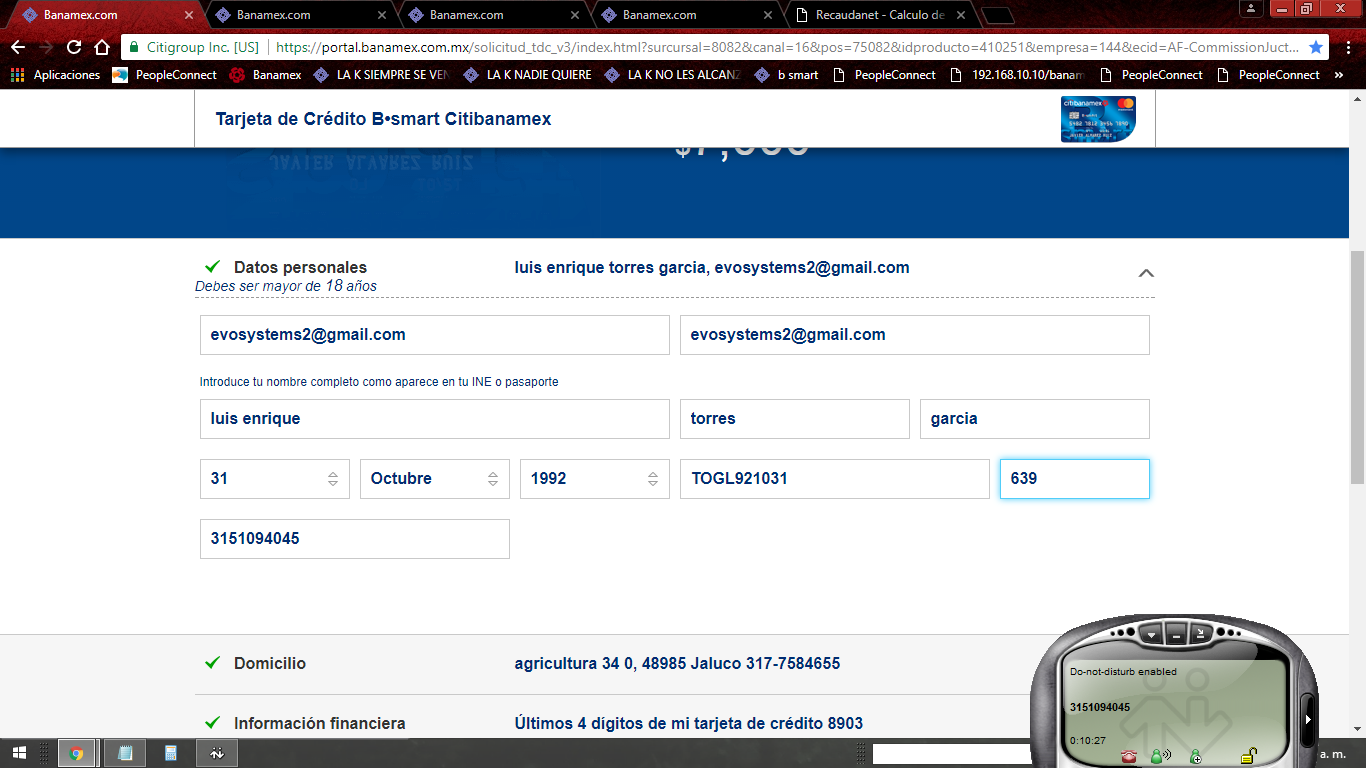 Banamex.com
Banamex.com
Banamex.com
Banamex.com
Recaudanet - Calculo de
Citigroup Inc. [US]
https://portal.banamex.com.mx/solicitud_tdc_v3/index.html?sursursal=8082&canal=16&pos=75082&idproducto=410251&empresa=144&ecid=AF-CommissionJuct...
Aplicaciones
PeopleConnect
Banamex
LA K SIEMPRE SE VEN
LA K NADIE QUIERE
LA K NO LES ALCANZ
b smart
PeopleConnect
192.168.10.10/banam
PeopleConnect
PeopleConnect
»
Tarjeta de Crédito B•smart Citibanamex
citibanamex
JAVIER ALVAREZ RUIZ
Datos personales
luis enrique torres garcia, evosystems2@gmail.com
Debes ser mayor de 18 años
evosystems2@gmail.com
evosystems2@gmail.com
Introduce tu nombre completo como aparece en tu INE o pasaporte
luis enrique
torres
garcia
31
Octubre
1992
TOGL921031
639
3151094045
Domicilio
agricultura 34 0, 48985 Jaluco 317-7584655
Información financiera
Últimos 4 dígitos de mi tarjeta de crédito 8903
Do-not-disturb enabled
3151094045
0:10:27
a. m.